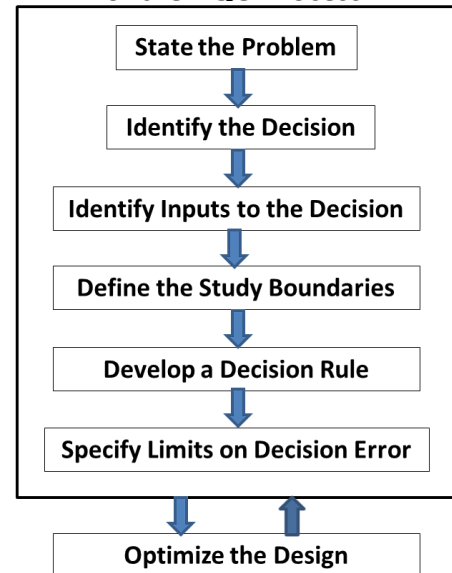 State the Problem
Identify the Decision
Identify Inputs to the Decision
Define the Study Boundaries
Develop a Decision Rule
Specify Limits on Decision Error
Optimize the Design